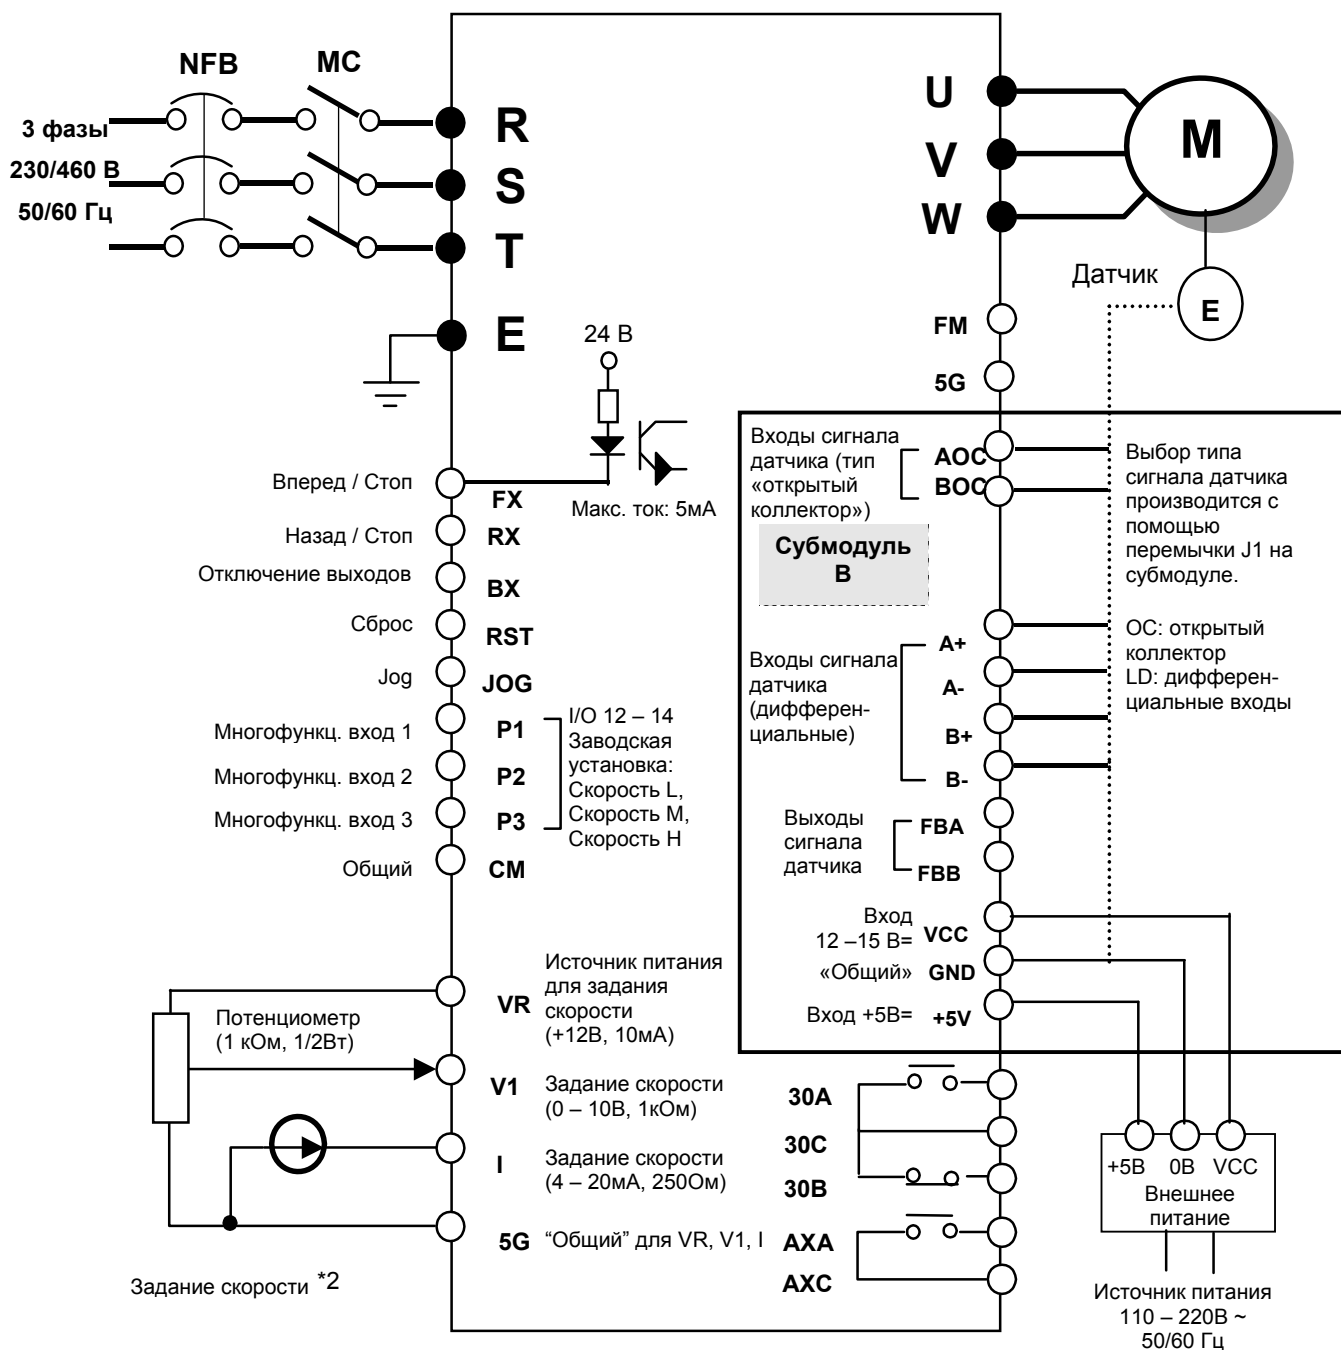 NFB
MC
3 фазы
230/460 В
50/60 Гц
R
S
T
E
U
V
W
M
Датчик
E
FM
5G
24 В
Макс. ток: 5мА
Вперед / Стоп
FX
Назад / Стоп
RX
Отключение выходов
BX
Сброс
RST
Jog
JOG
Многофункц. вход 1
P1
Многофункц. вход 2
P2
Многофункц. вход 3
P3
Общий
CM
I/O 12 – 14
Заводская
установка:
Скорость L,
Скорость M,
Скорость H
Входы сигнала
датчика (тип
«открытый
коллектор»)
AOC
BOC
Субмодуль
B
Выбор типа
сигнала датчика
производится с
помощью
перемычки J1 на
субмодуле.
OC: открытый
коллектор
LD: дифферен-
циальные входы
Входы сигнала
датчика
(дифферен-
циальные)
A+
A-
B+
B-
Выходы
сигнала
датчика
FBA
FBB
Вход
12 –15 В=
VCC
«Общий»
GND
Вход +5В=
+5V
Потенциометр
(1 кОм, 1/2Вт)
VR
Источник питания
для задания
скорости
(+12В, 10мА)
V1
Задание скорости
(0 – 10В, 1кОм)
I
Задание скорости
(4 – 20мА, 250Ом)
5G
“Общий” для VR, V1, I
Задание скорости *2
30A
30C
30B
AXA
AXC
+5В
0В
VCC
Внешнее
питание
Источник питания
110 – 220В ~
50/60 Гц